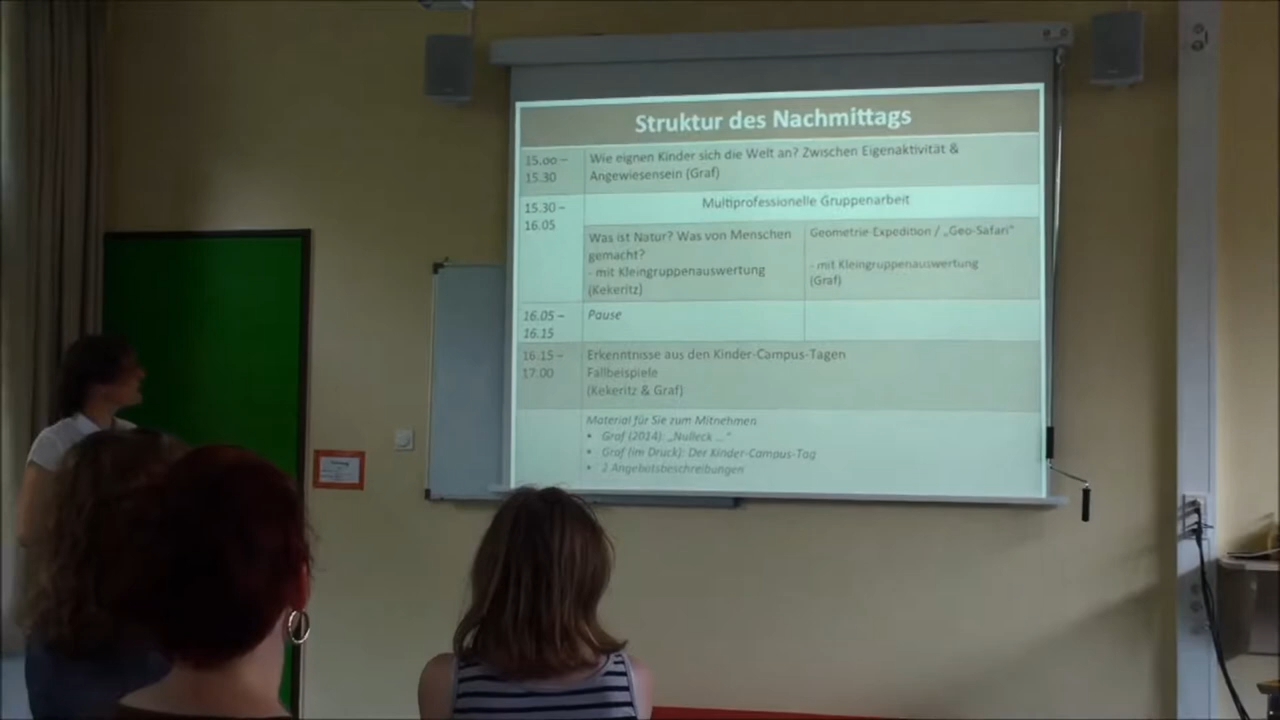 Struktur des Nachmittags
15.00 –
15.30
Wie eignen Kinder sich die Welt an? Zwischen Eigenaktivität &
Angewiesensein (Graf)
15.30 –
16.05
Multiprofessionelle Gruppenarbeit
Was ist Natur? Was von Menschen
gemacht?
- mit Kleingruppenauswertung
(Kekeritz)
Geometrie-Expedition / „Geo-Safari"
- mit Kleingruppenauswertung
(Graf)
16.05 –
16.15
Pause
16.15 –
17.00
Erkenntnisse aus den Kinder-Campus-Tagen
Fallbeispiele
(Kekeritz & Graf)
Material für Sie zum Mitnehmen
• Graf (2014): „Nulleck ..."
• Graf (im Druck): Der Kinder-Campus-Tag
• 2 Angebotsbeschreibungen